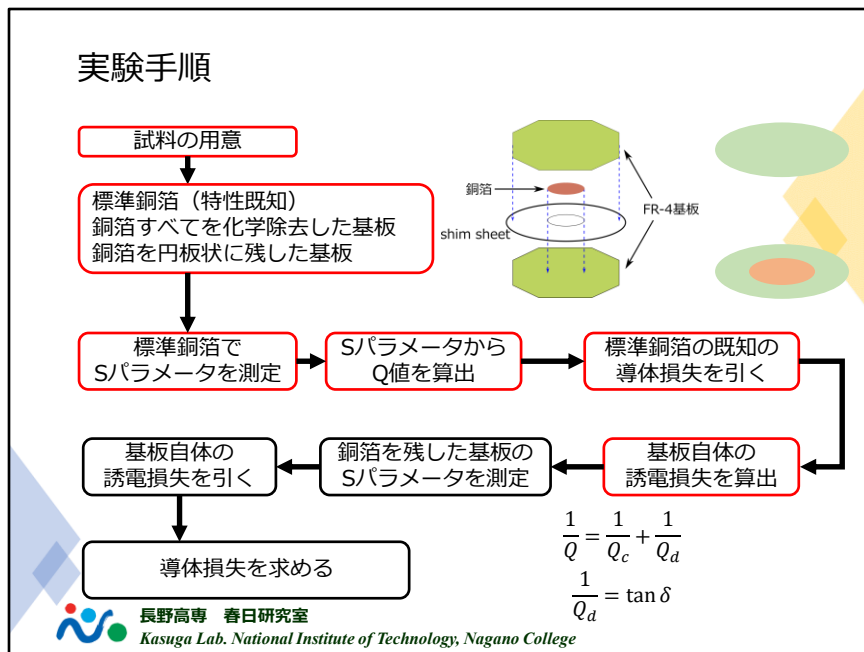 実験手順
試料の用意
標準銅箔（特性既知）
銅箔すべてを化学除去した基板
銅箔を円板状に残した基板
銅箔
shim sheet
FR-4基板
標準銅箔で
Sパラメータを測定
Sパラメータから
Q値を算出
標準銅箔の既知の
導体損失を引く
基板自体の
誘電損失を算出
銅箔を残した基板の
Sパラメータを測定
基板自体の
誘電損失を引く
導体損失を求める
1/Q = 1/Q_c + 1/Q_d
1/Q_d = tan δ
長野高専　春日研究室
Kasuga Lab. National Institute of Technology, Nagano College